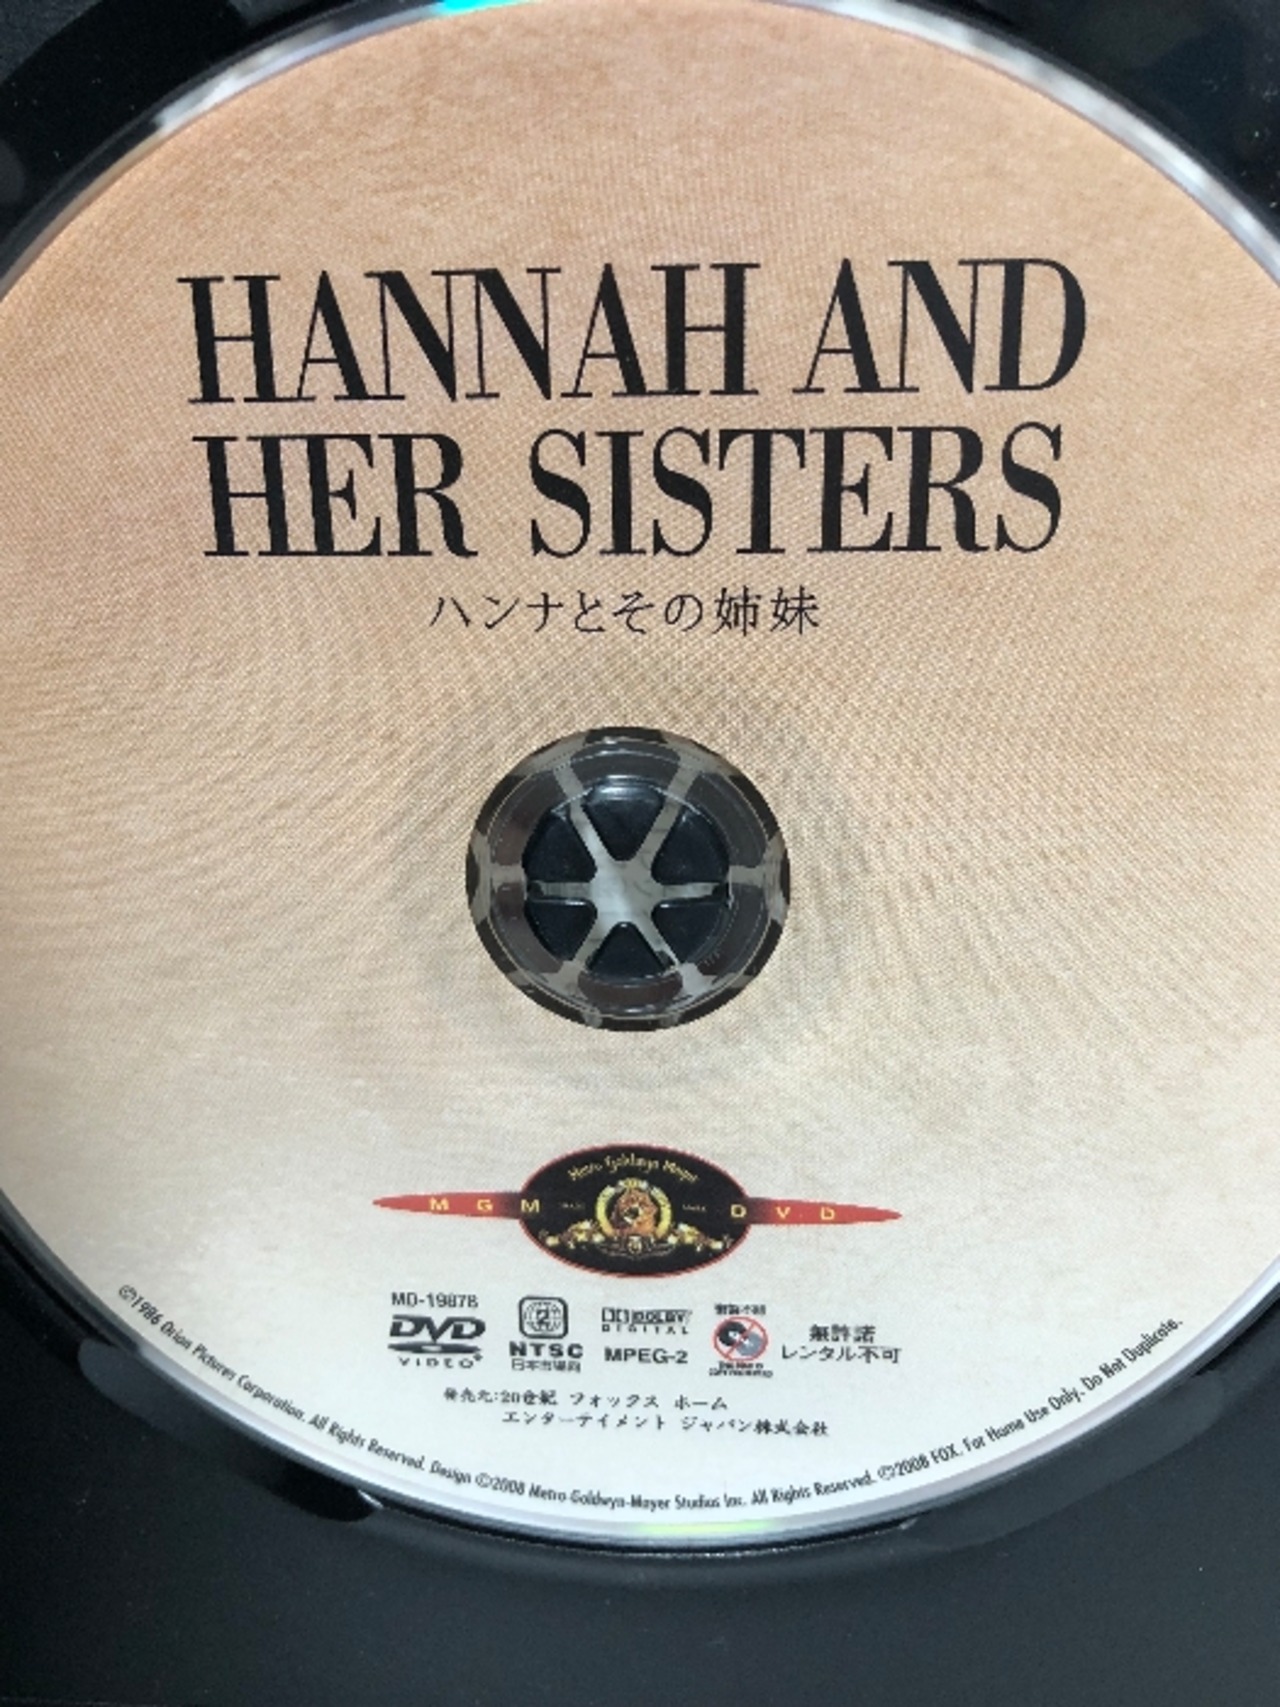 HANNAH AND
HER SISTERS
ハンナとその姉妹
Metro Goldwyn Mayer
MGM DVD
MD-19878
DVD
VIDEO
2
NTSC
日本市場向
DOLBY
DIGITAL
MPEG-2
無許諾
レンタル不可
発売元:20世紀 フォックス ホーム
エンターテイメント ジャパン株式会社
©1986 Orion Pictures Corporation. All Rights Reserved. Design ©2008 Metro-Goldwyn-Mayer Studios Inc. All Rights Reserved. ©2008 FOX. For Home Use Only. Do Not Duplicate.